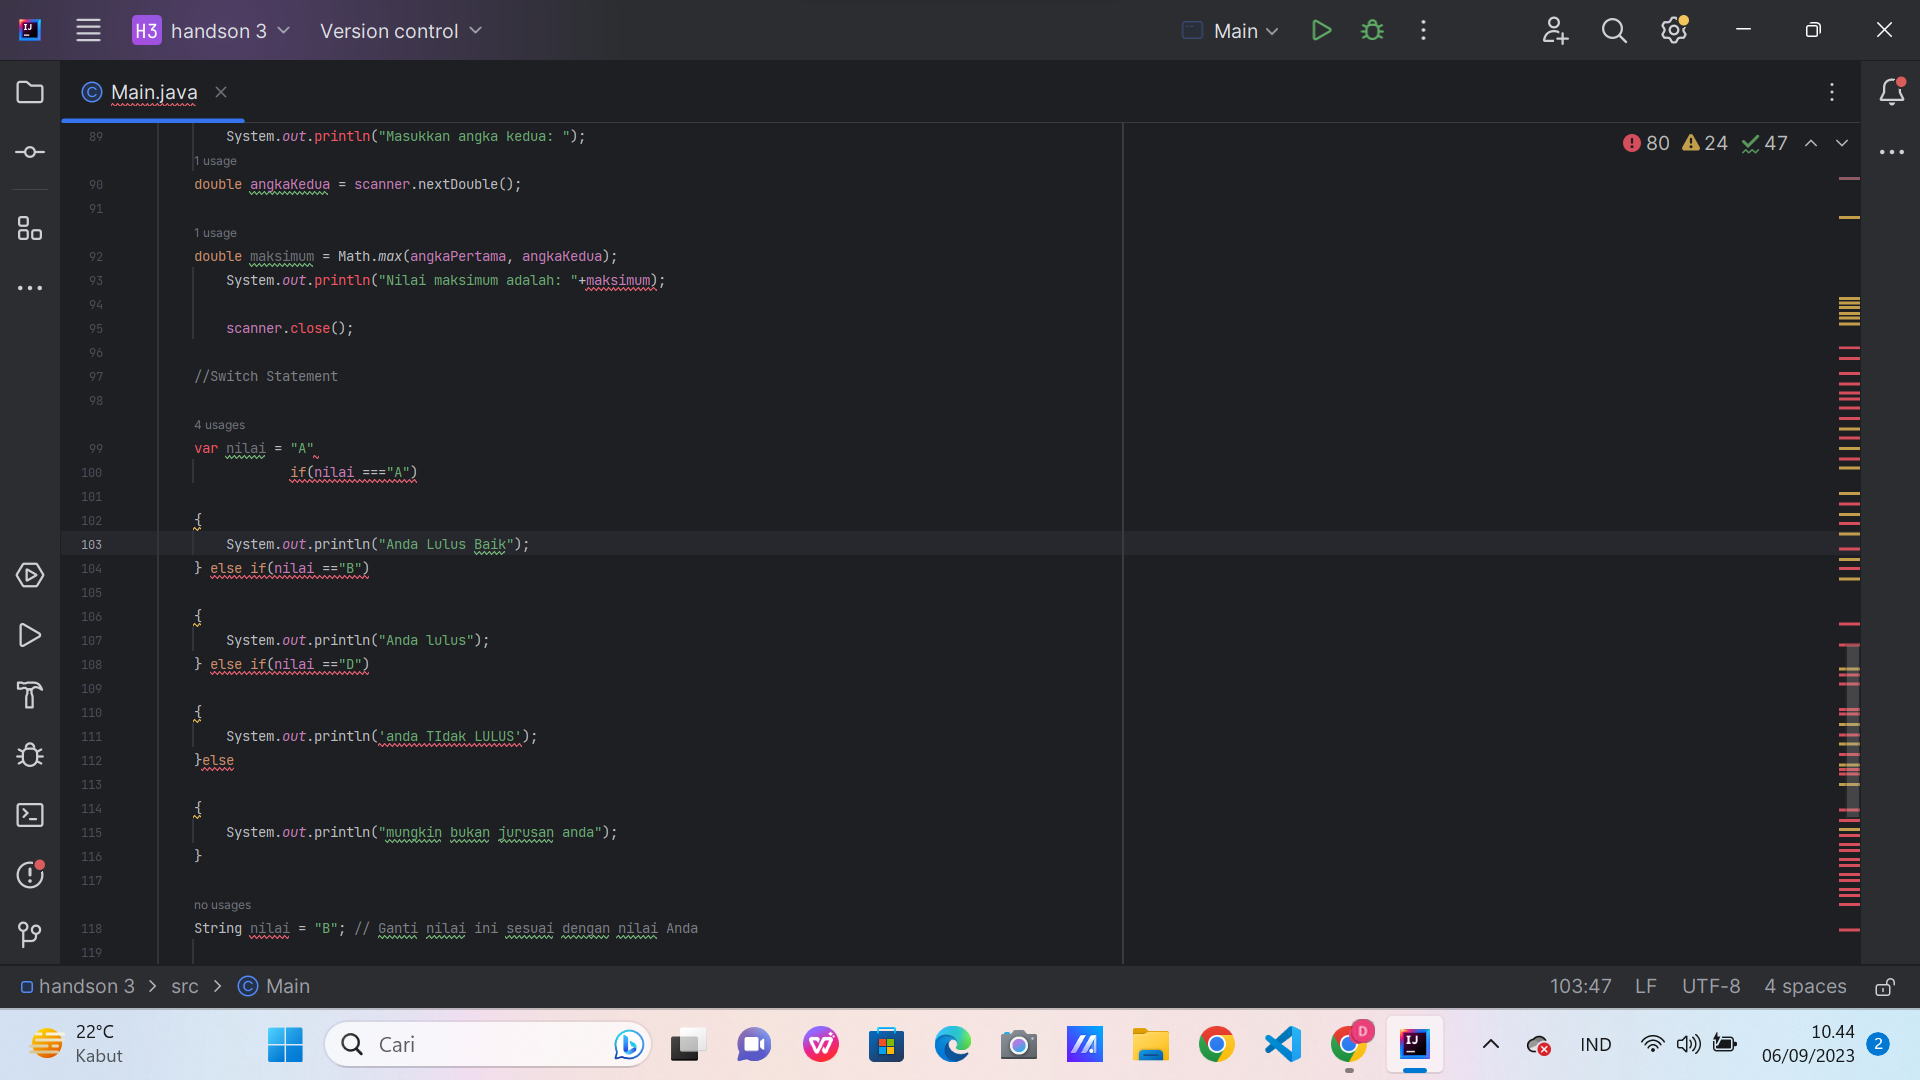 H3 handson 3 Version control Main
Main.java
80 24 47
89 System.out.println("Masukkan angka kedua: ");
1 usage
90 double angkaKedua = scanner.nextDouble();
91
1 usage
92 double maksimum = Math.max(angkaPertama, angkaKedua);
93 System.out.println("Nilai maksimum adalah: "+maksimum);
94
95 scanner.close();
96
97 //Switch Statement
98
4 usages
99 var nilai = "A"
100 if(nilai ==="A")
101
102 {
103 System.out.println("Anda Lulus Baik");
104 } else if(nilai =="B")
105
106 {
107 System.out.println("Anda lulus");
108 } else if(nilai =="D")
109
110 {
111 System.out.println('anda TIdak LULUS');
112 }else
113
114 {
115 System.out.println("mungkin bukan jurusan anda");
116 }
117
no usages
118 String nilai = "B"; // Ganti nilai ini sesuai dengan nilai Anda
119
handson 3 > src > Main 103:47 LF UTF-8 4 spaces
22°C
Kabut
Cari
D
IJ
IND
10.44
06/09/2023
2